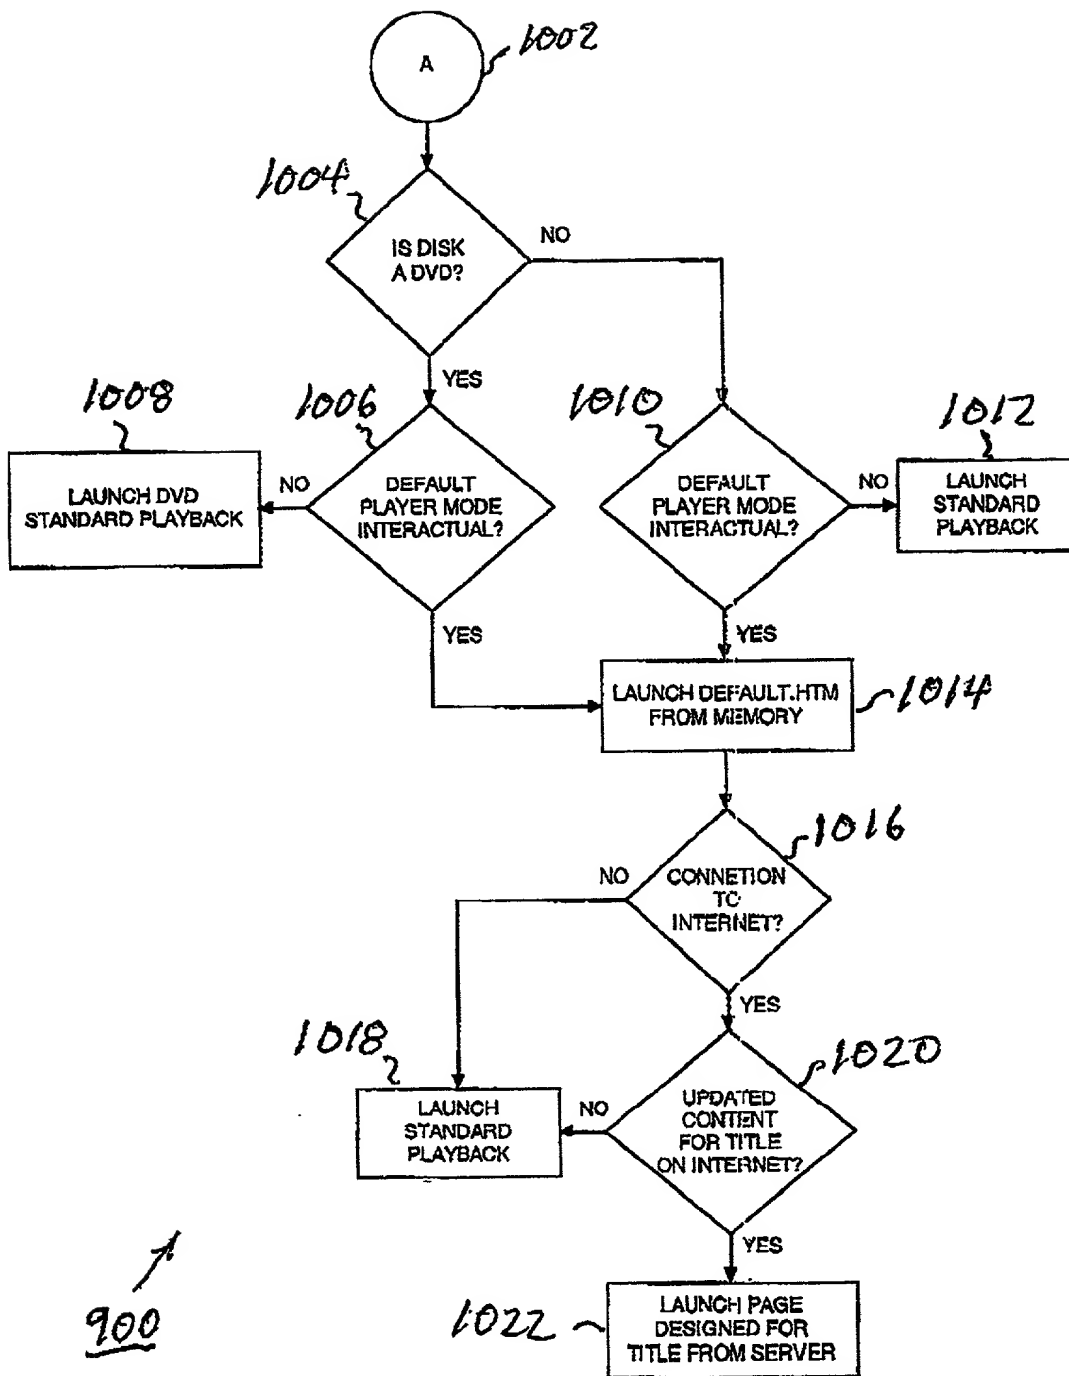 1002
A
1004
IS DISK
A DVD?
NO
YES
1008
1006
1010
1012
LAUNCH DVD
STANDARD PLAYBACK
NO
DEFAULT
PLAYER MODE
INTERACTUAL?
DEFAULT
PLAYER MODE
INTERACTUAL?
NO
LAUNCH
STANDARD
PLAYBACK
YES
YES
LAUNCH DEFAULT.HTM
FROM MEMORY
1014
1016
NO
CONNETION
TO
INTERNET?
YES
1018
1020
LAUNCH
STANDARD
PLAYBACK
NO
UPDATED
CONTENT
FOR TITLE
ON INTERNET?
YES
900
1022
LAUNCH PAGE
DESIGNED FOR
TITLE FROM SERVER